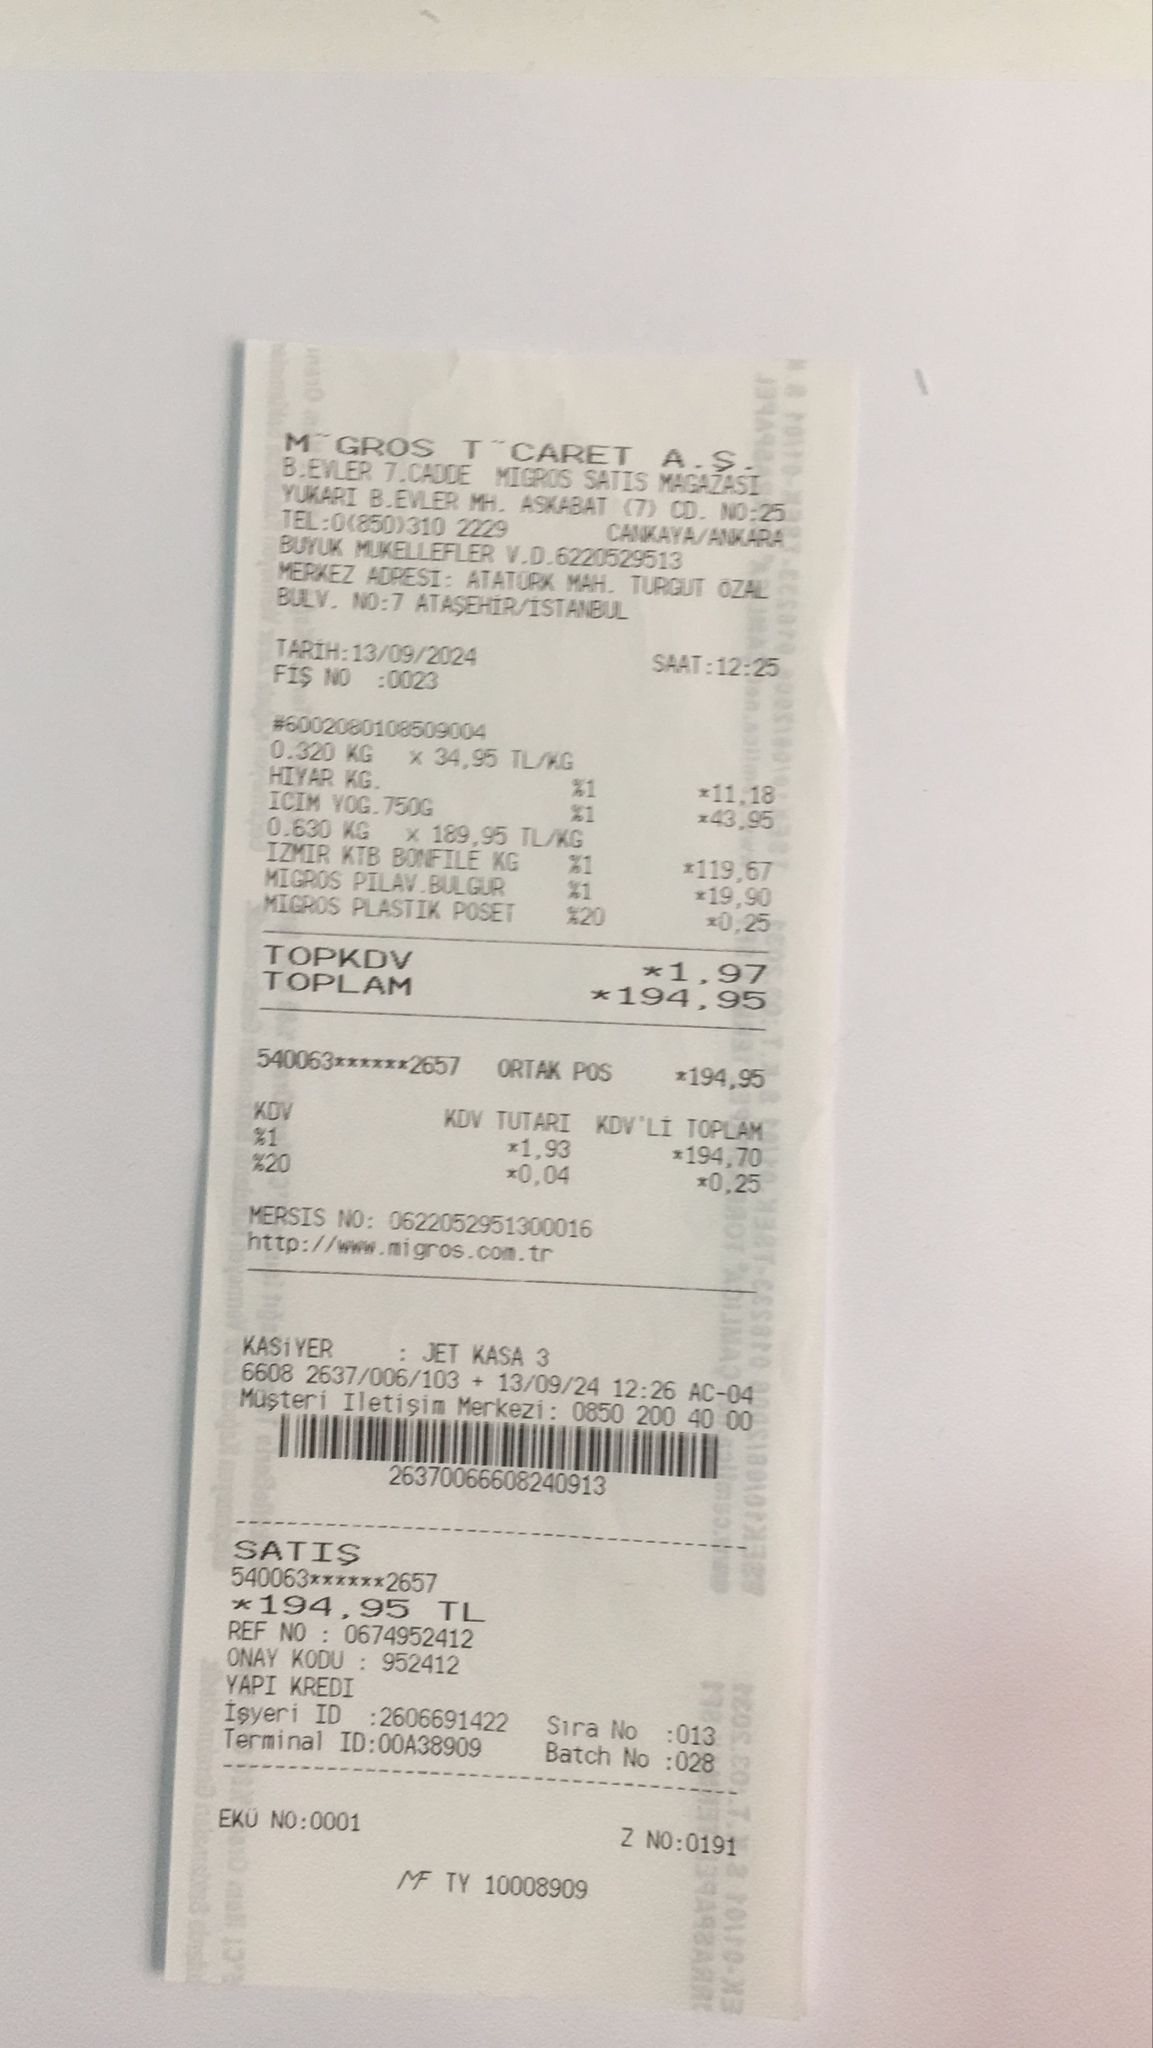 M¨GROS T¨CARET A.Ş.
B.EVLER 7.CADDE MIGROS SATIS MAGAZASI
YUKARI B.EVLER MH. ASKABAT (7) CD. NO:25
TEL:0(850)310 2229 CANKAYA/ANKARA
BUYUK MUKELLEFLER V.D.6220529513
MERKEZ ADRESİ: ATATÜRK MAH. TURGUT ÖZAL
BULV. NO:7 ATAŞEHİR/İSTANBUL
TARİH:13/09/2024 SAAT:12:25
FİŞ NO :0023
#6002080108509004
0.320 KG x 34,95 TL/KG
HIYAR KG. %1 *11,18
ICIM YOG.750G %1 *43,95
0.630 KG x 189,95 TL/KG
IZMIR KTB BONFILE KG %1 *119,67
MIGROS PILAV.BULGUR %1 *19,90
MIGROS PLASTIK POSET %20 *0,25
TOPKDV *1,97
TOPLAM *194,95
540063******2657 ORTAK POS *194,95
KDV KDV TUTARI KDV'Lİ TOPLAM
%1 *1,93 *194,70
%20 *0,04 *0,25
MERSIS NO: 0622052951300016
http://www.migros.com.tr
KASiYER : JET KASA 3
6608 2637/006/103 + 13/09/24 12:26 AC-04
Müşteri Iletişim Merkezi: 0850 200 40 00
26370066608240913
SATIŞ
540063******2657
*194,95 TL
REF NO : 0674952412
ONAY KODU : 952412
YAPI KREDI
İşyeri ID :2606691422 Sıra No :013
Terminal ID:00A38909 Batch No :028
EKÜ NO:0001 Z NO:0191
MF TY 10008909